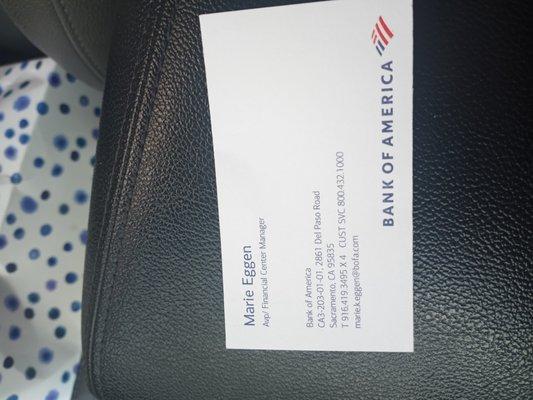 BANK OF AMERICA
Marie Eggen
Avp/ Financial Center Manager
Bank of America
CA3-203-01-01, 2861 Del Paso Road
Sacramento, CA 95835
T 916.419.3495 X 4 CUST SVC 800.432.1000
marie.k.eggen@bofa.com